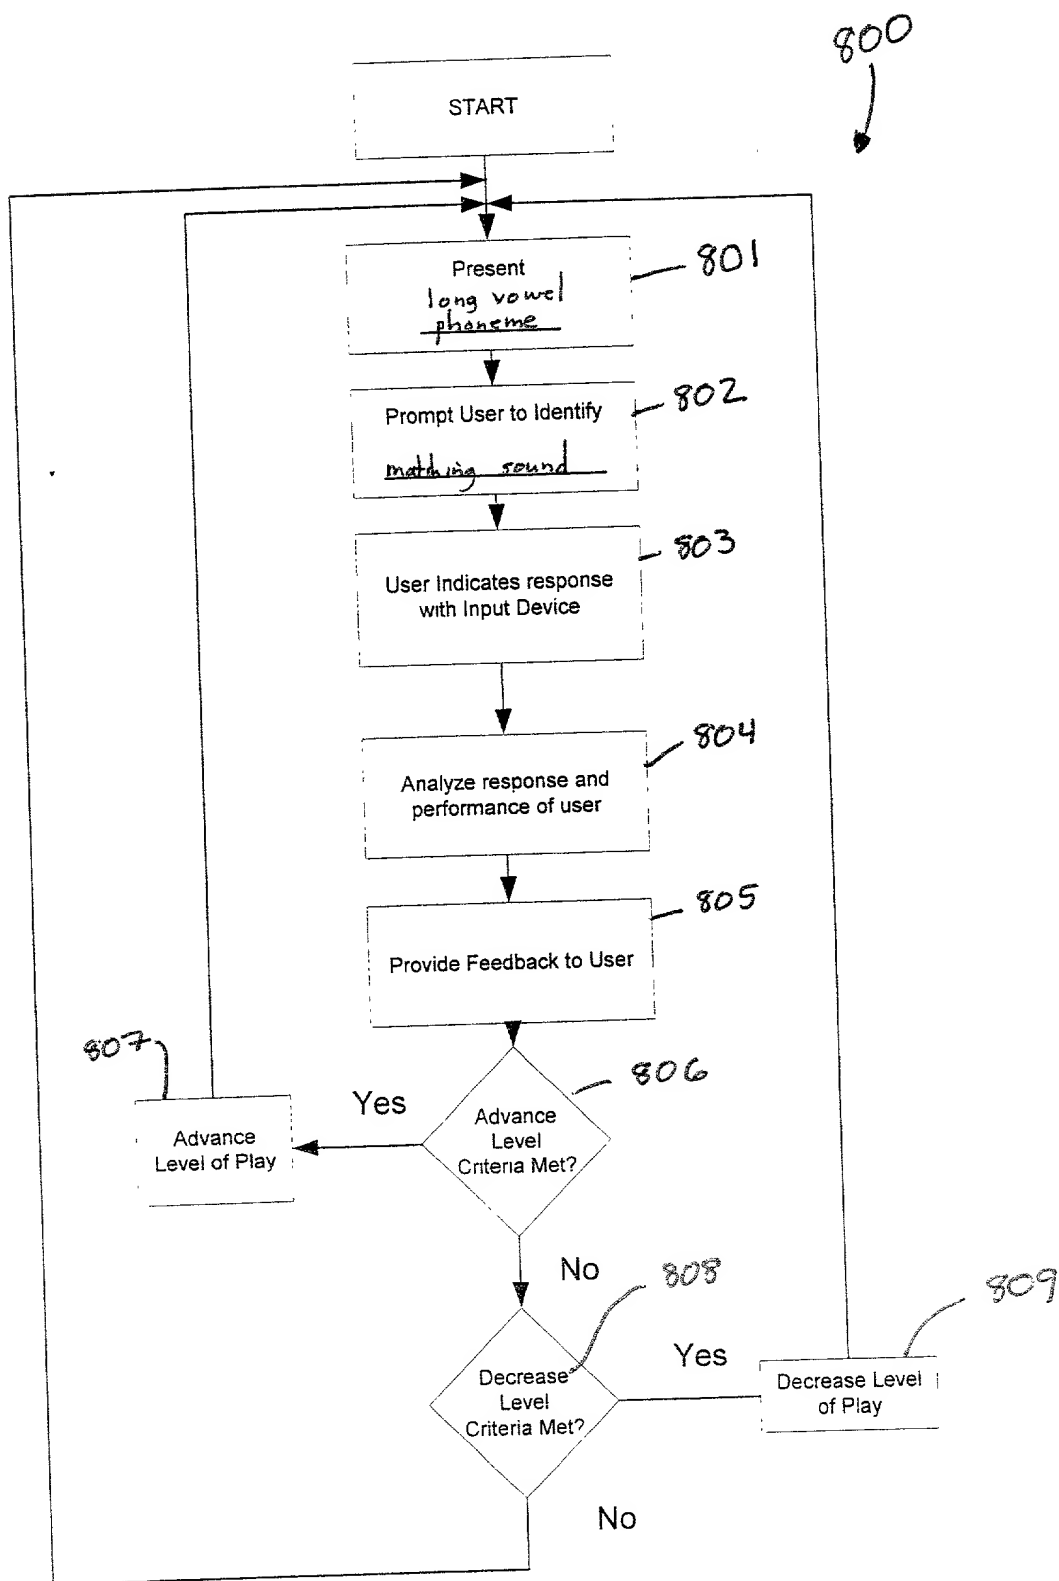 800
START
801
Present
long vowel
phoneme
802
Prompt User to Identify
matching sound
803
User Indicates response
with Input Device
804
Analyze response and
performance of user
805
Provide Feedback to User
807
806
Yes
Advance
Level
Criteria Met?
Advance
Level of Play
No
808
809
Yes
Decrease
Level
Criteria Met?
Decrease Level
of Play
No